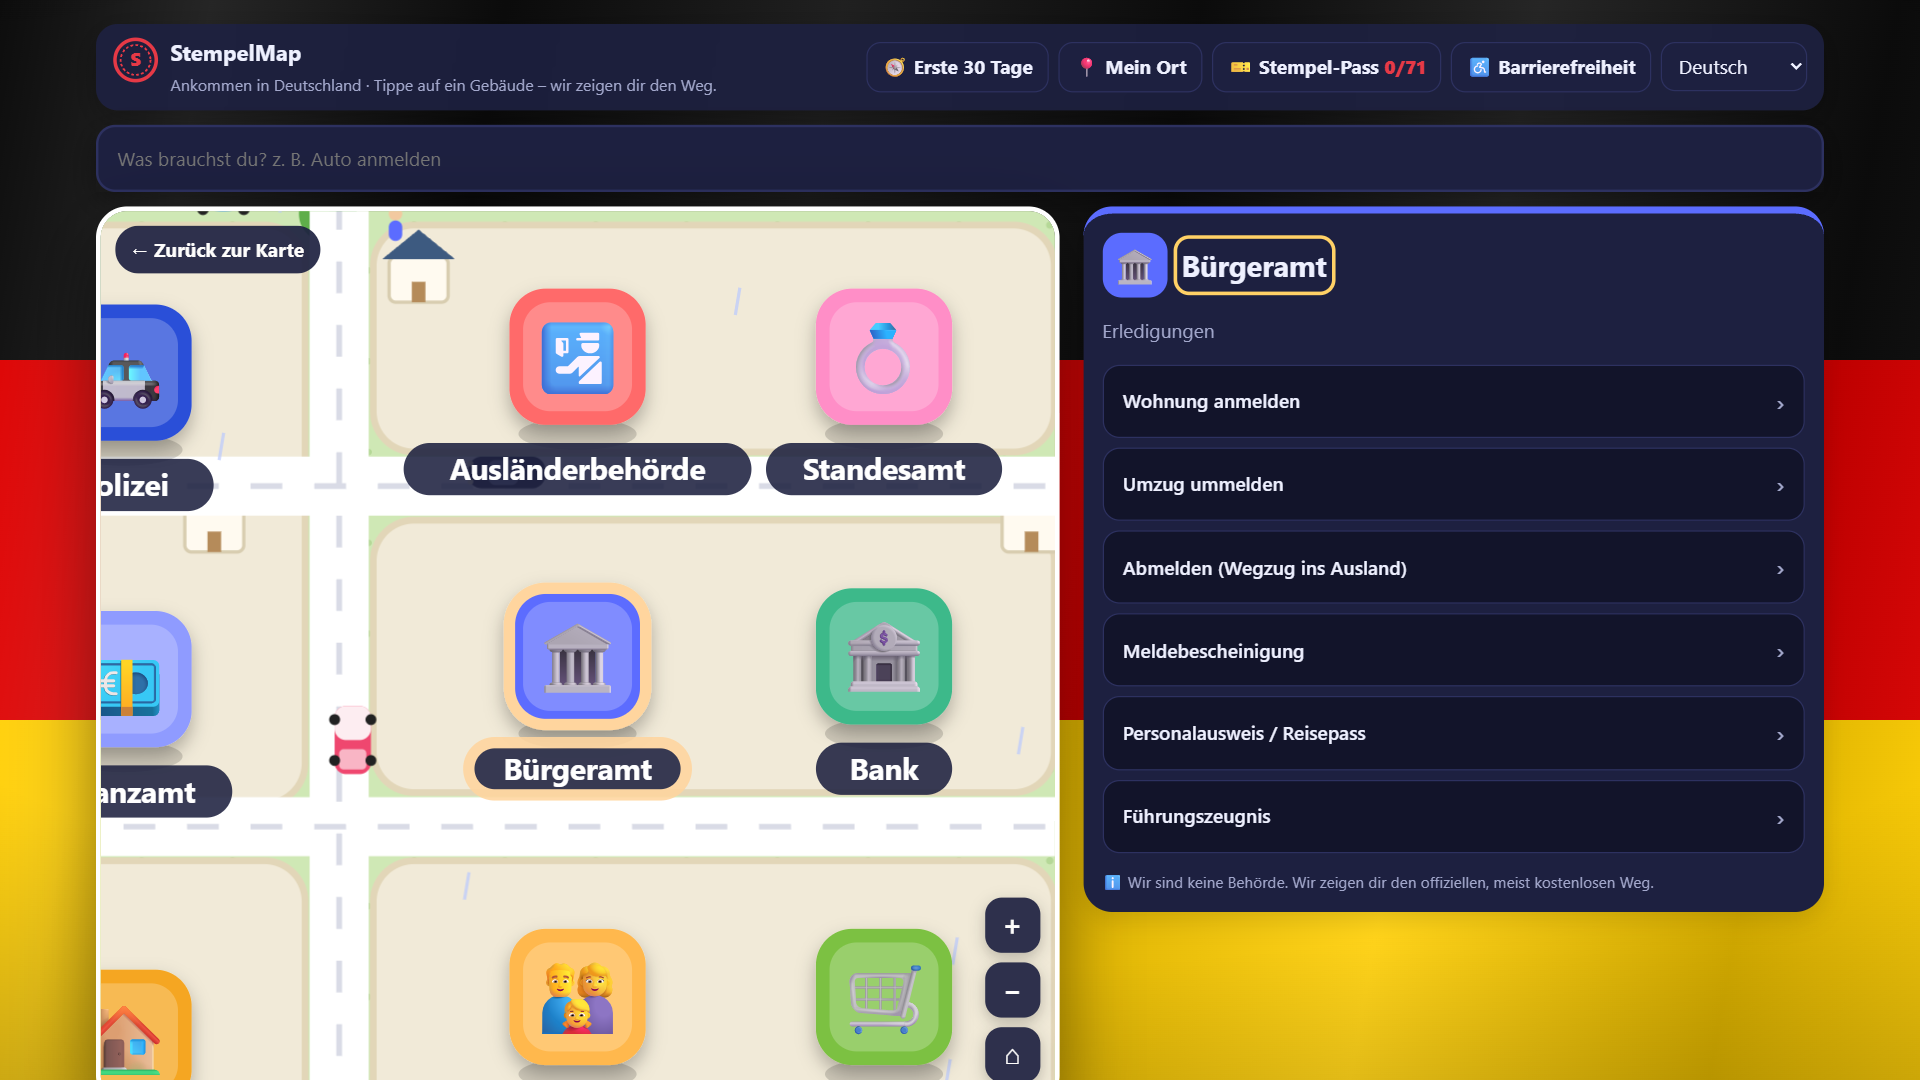 S
StempelMap
Ankommen in Deutschland · Tippe auf ein Gebäude – wir zeigen dir den Weg.
Erste 30 Tage
Mein Ort
Stempel-Pass 0/71
Barrierefreiheit
Deutsch
Was brauchst du? z. B. Auto anmelden
← Zurück zur Karte
olizei
Ausländerbehörde
Standesamt
anzamt
Bürgeramt
Bank
+
−
Bürgeramt
Erledigungen
Wohnung anmelden ›
Umzug ummelden ›
Abmelden (Wegzug ins Ausland) ›
Meldebescheinigung ›
Personalausweis / Reisepass ›
Führungszeugnis ›
ℹ️ Wir sind keine Behörde. Wir zeigen dir den offiziellen, meist kostenlosen Weg.